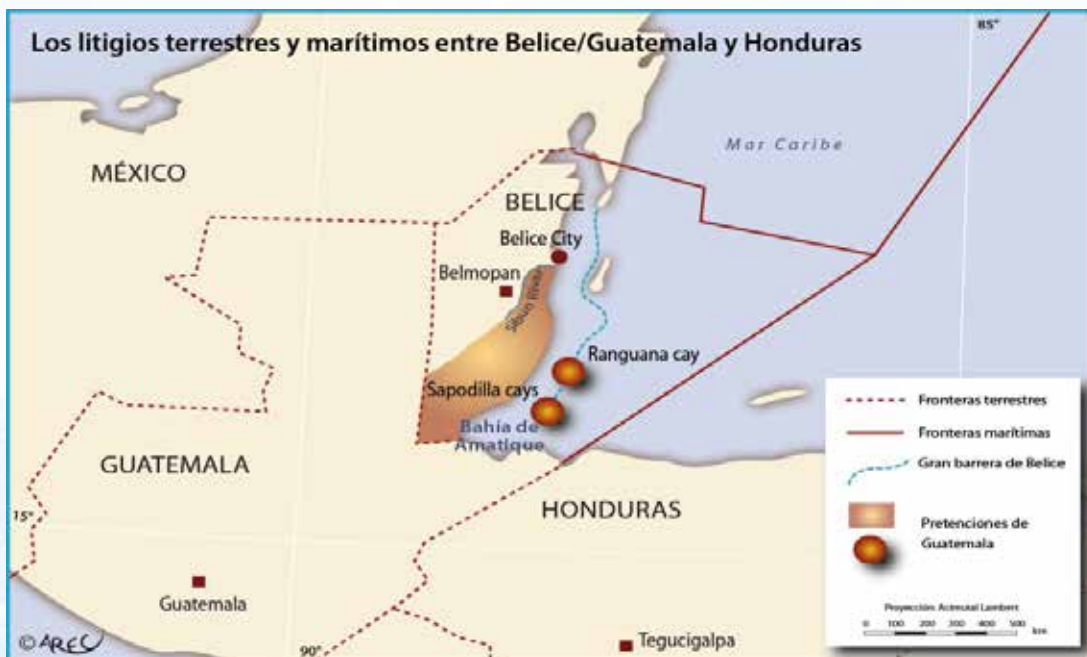 Los litigios terrestres y marítimos entre Belice/Guatemala y Honduras
85°
Mar Caribe
MÉXICO
BELICE
Belice City
Belmopan
Sibun River
Ranguana cay
Sapodilla cays
Bahía de
Amatique
GUATEMALA
HONDURAS
15°
Guatemala
90°
Tegucigalpa
Fronteras terrestres
Fronteras marítimas
Gran barrera de Belice
Pretenciones de
Guatemala
Proyección: Azimutal Lambert
0 100 200 300 400 500
km
© AREC